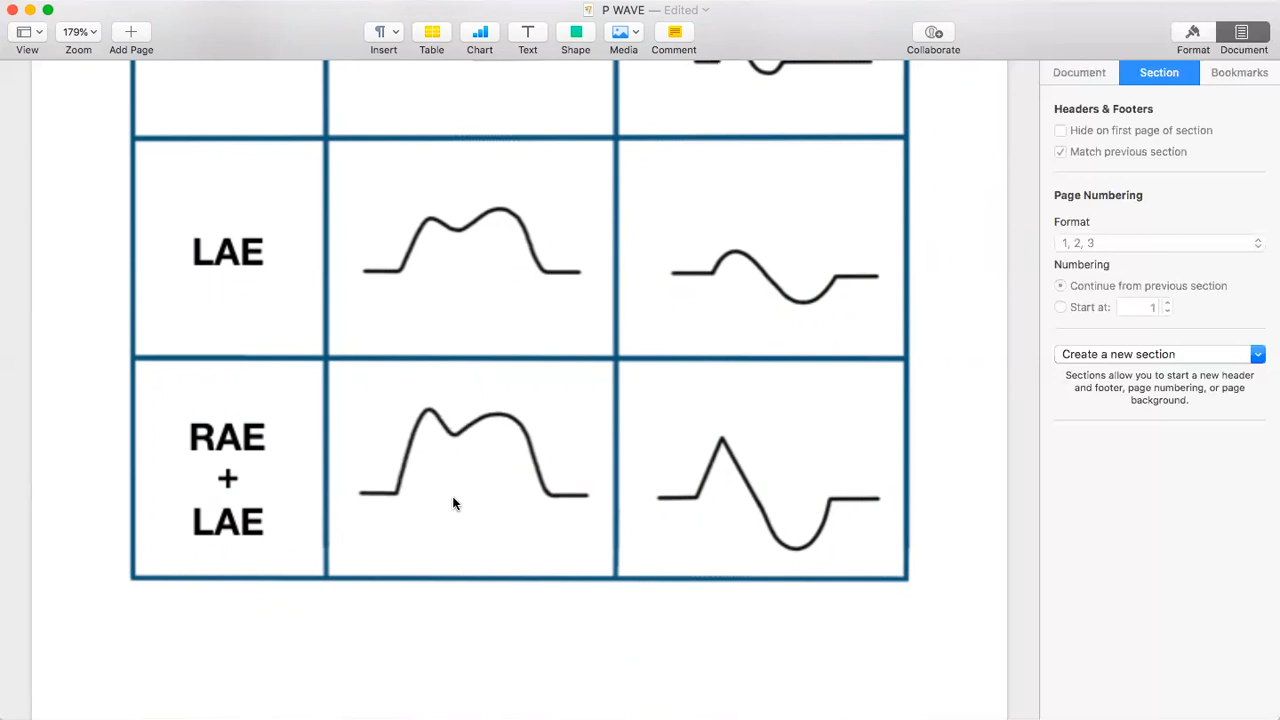 P WAVE — Edited
View
179%
Zoom
Add Page
Insert
Table
Chart
Text
Shape
Media
Comment
Collaborate
Format
Document
Document
Section
Bookmarks
Headers & Footers
Hide on first page of section
Match previous section
Page Numbering
Format
1, 2, 3
Numbering
Continue from previous section
Start at:
1
Create a new section
Sections allow you to start a new header
and footer, page numbering, or page
background.
LAE
RAE
+
LAE